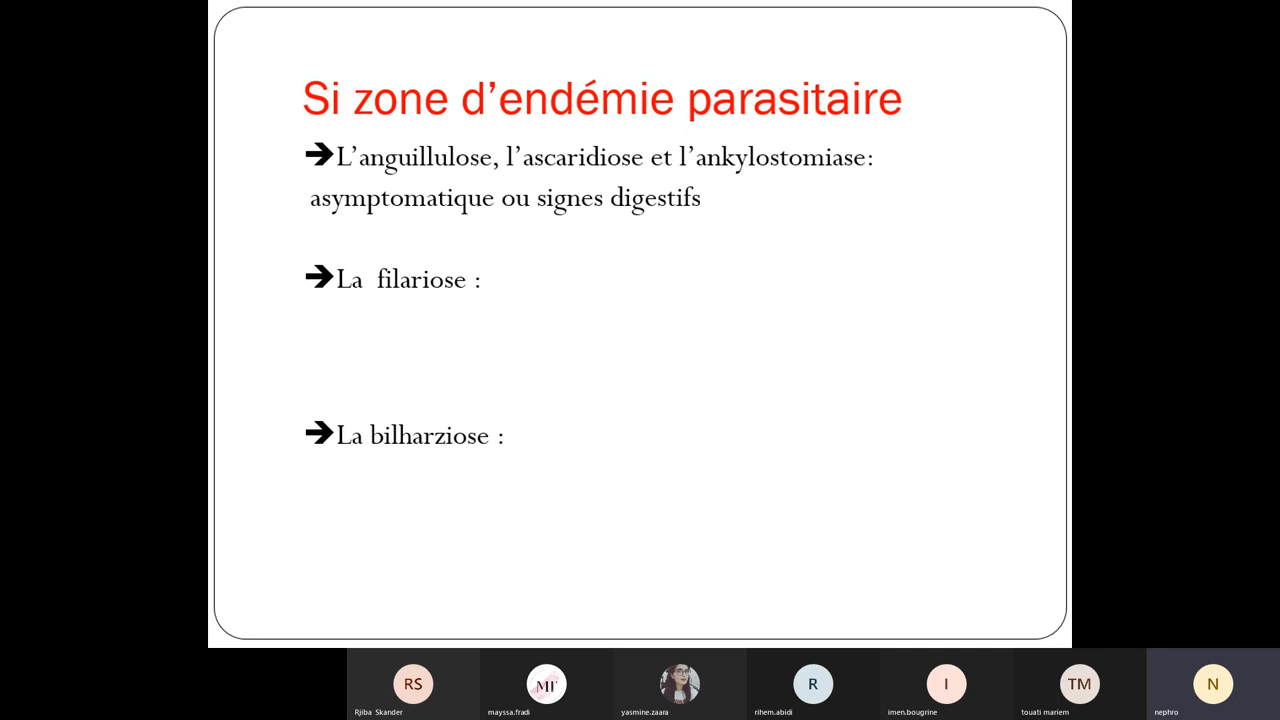 Si zone d’endémie parasitaire
➔L’anguillulose, l’ascaridiose et l’ankylostomiase:
asymptomatique ou signes digestifs
➔La filariose :
➔La bilharziose :
RS
MF
R
I
TM
N
Rjiba Skander
mayssa.fradi
yasmine.zaara
rihem.abidi
imen.bougrine
touati mariem
nephro